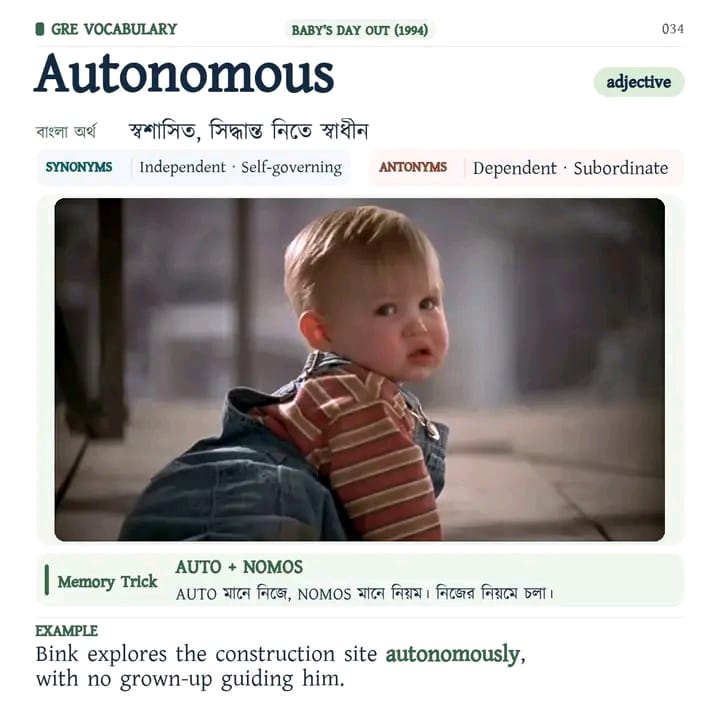 GRE VOCABULARY
BABY'S DAY OUT (1994)
034
Autonomous
adjective
বাংলা অর্থ স্বশাসিত, সিদ্ধান্ত নিতে স্বাধীন
SYNONYMS Independent · Self-governing
ANTONYMS Dependent · Subordinate
Memory Trick
AUTO + NOMOS
AUTO মানে নিজে, NOMOS মানে নিয়ম। নিজের নিয়মে চলা।
EXAMPLE
Bink explores the construction site autonomously,
with no grown-up guiding him.